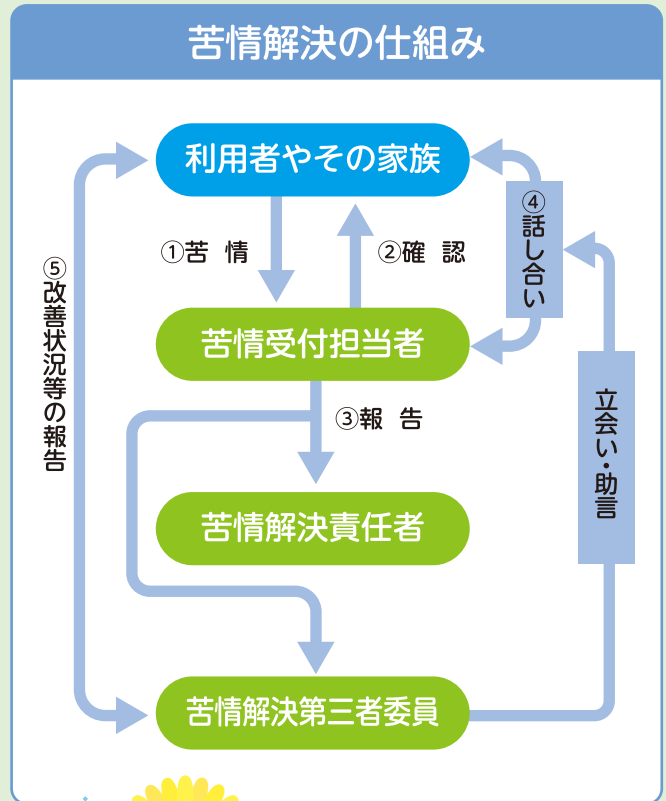 苦情解決の仕組み
利用者やその家族
①苦情
②確認
④話し合い
⑤改善状況等の報告
苦情受付担当者
③報告
立会い・助言
苦情解決責任者
苦情解決第三者委員